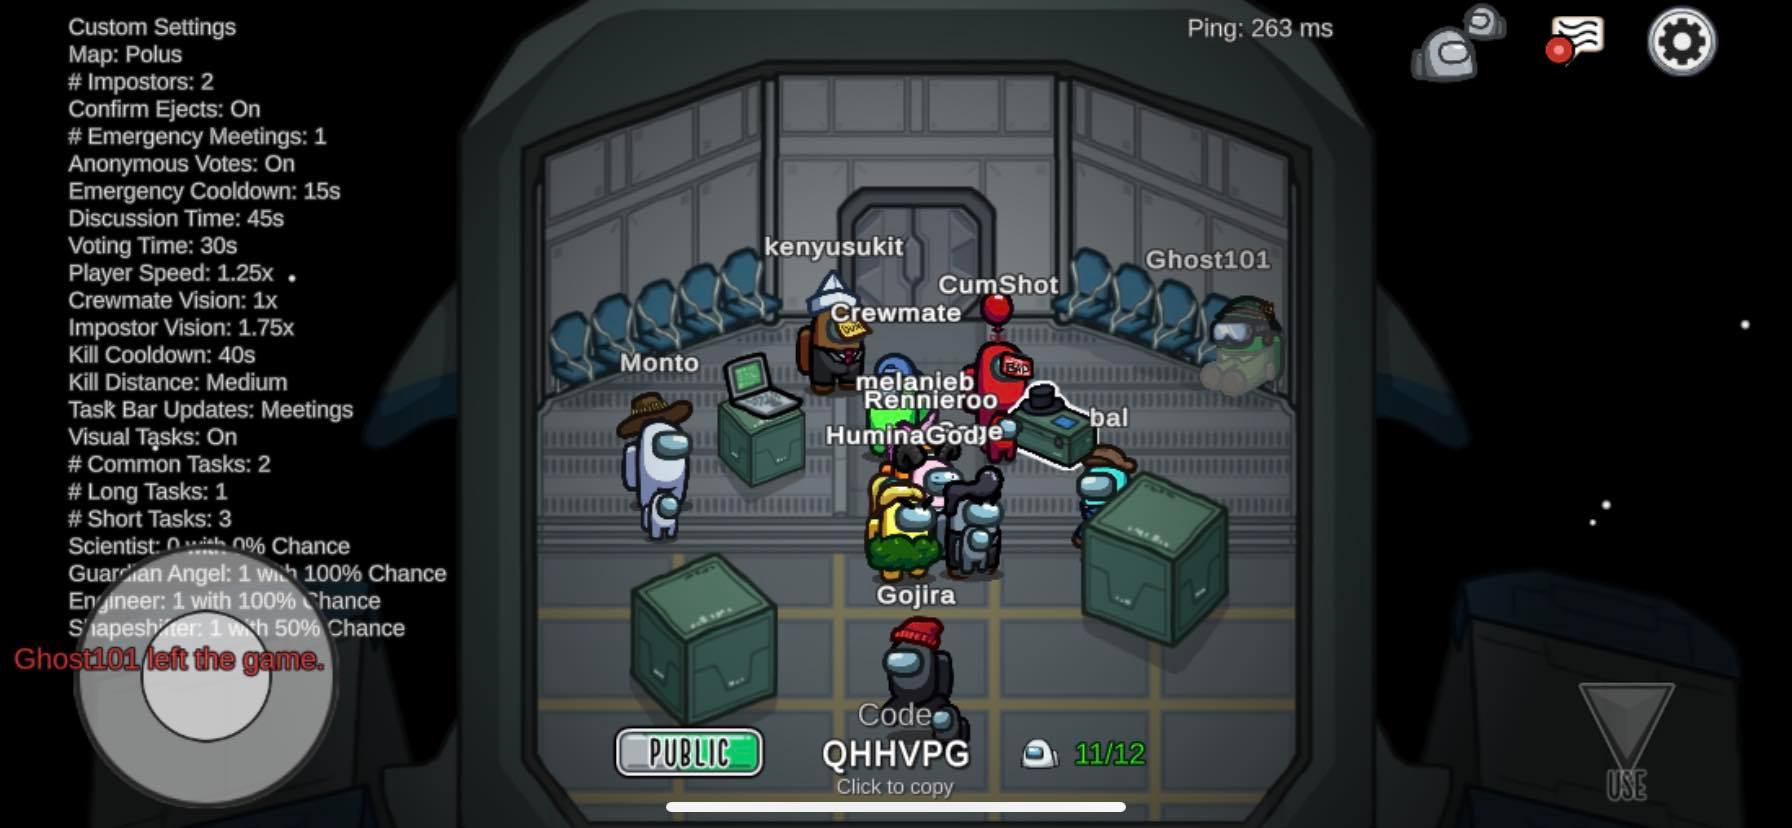 Custom Settings
Map: Polus
# Impostors: 2
Confirm Ejects: On
# Emergency Meetings: 1
Anonymous Votes: On
Emergency Cooldown: 15s
Discussion Time: 45s
Voting Time: 30s
Player Speed: 1.25x
Crewmate Vision: 1x
Impostor Vision: 1.75x
Kill Cooldown: 40s
Kill Distance: Medium
Task Bar Updates: Meetings
Visual Tasks: On
# Common Tasks: 2
# Long Tasks: 1
# Short Tasks: 3
Scientist: 0 with 0% Chance
Guardian Angel: 1 with 100% Chance
Engineer: 1 with 100% Chance
Shapeshifter: 1 with 50% Chance
Ghost101 left the game.
Ping: 263 ms
kenyusukit
Ghost101
CumShot
Crewmate
DUM
Monto
melanieb
Rennieroo
bal
HuminaGod
Gojira
Code
PUBLIC
QHHVPG
11/12
Click to copy
USE